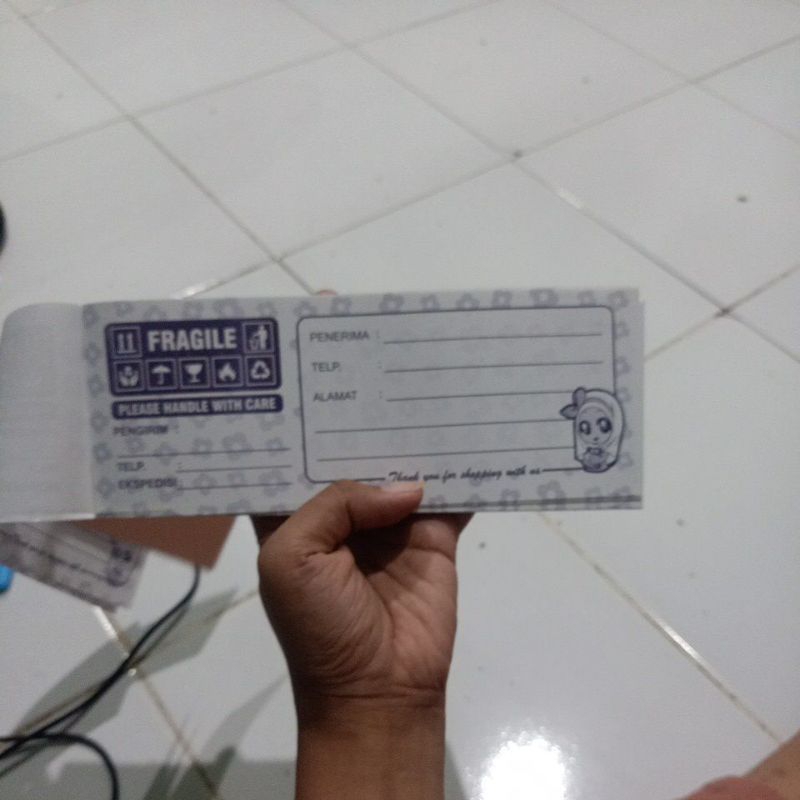 FRAGILE
PLEASE HANDLE WITH CARE
PENGIRIM :
TELP. :
EKSPEDISI :
PENERIMA :
TELP. :
ALAMAT :
Thank you for shopping with us